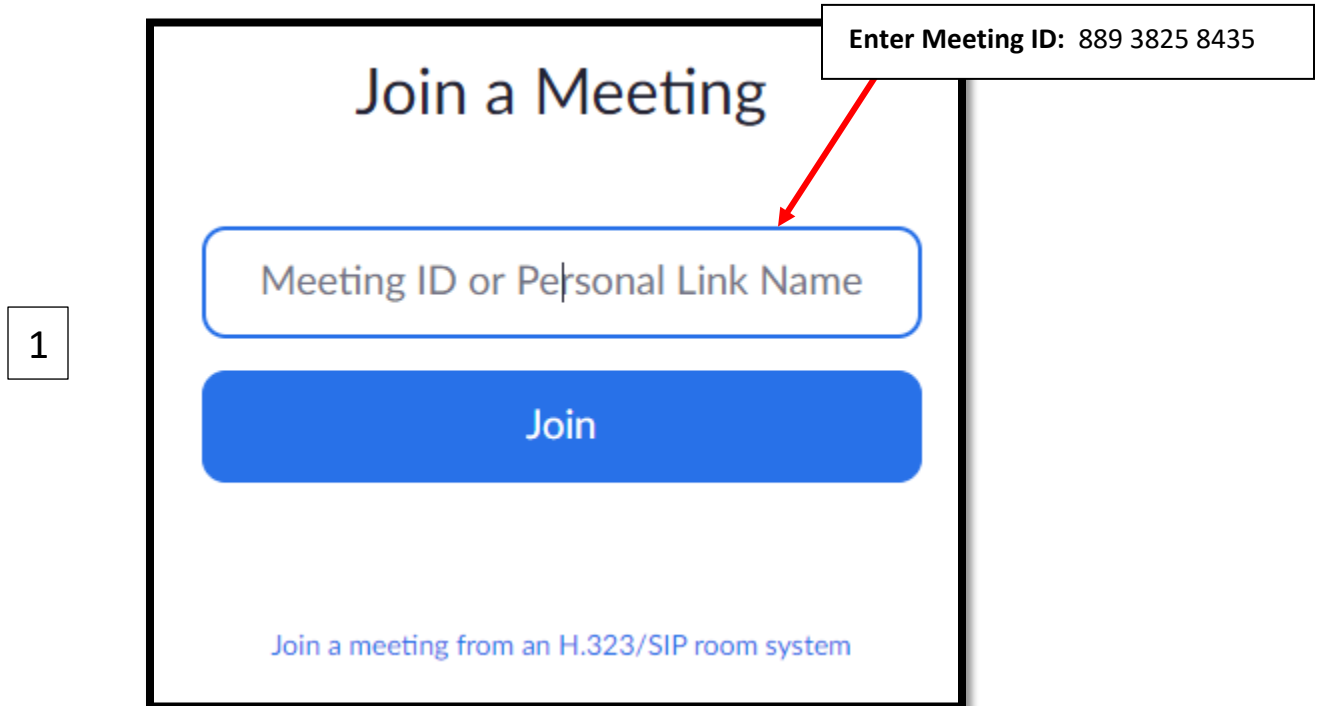 Enter Meeting ID: 889 3825 8435
Join a Meeting
Meeting ID or Personal Link Name
1
Join
Join a meeting from an H.323/SIP room system